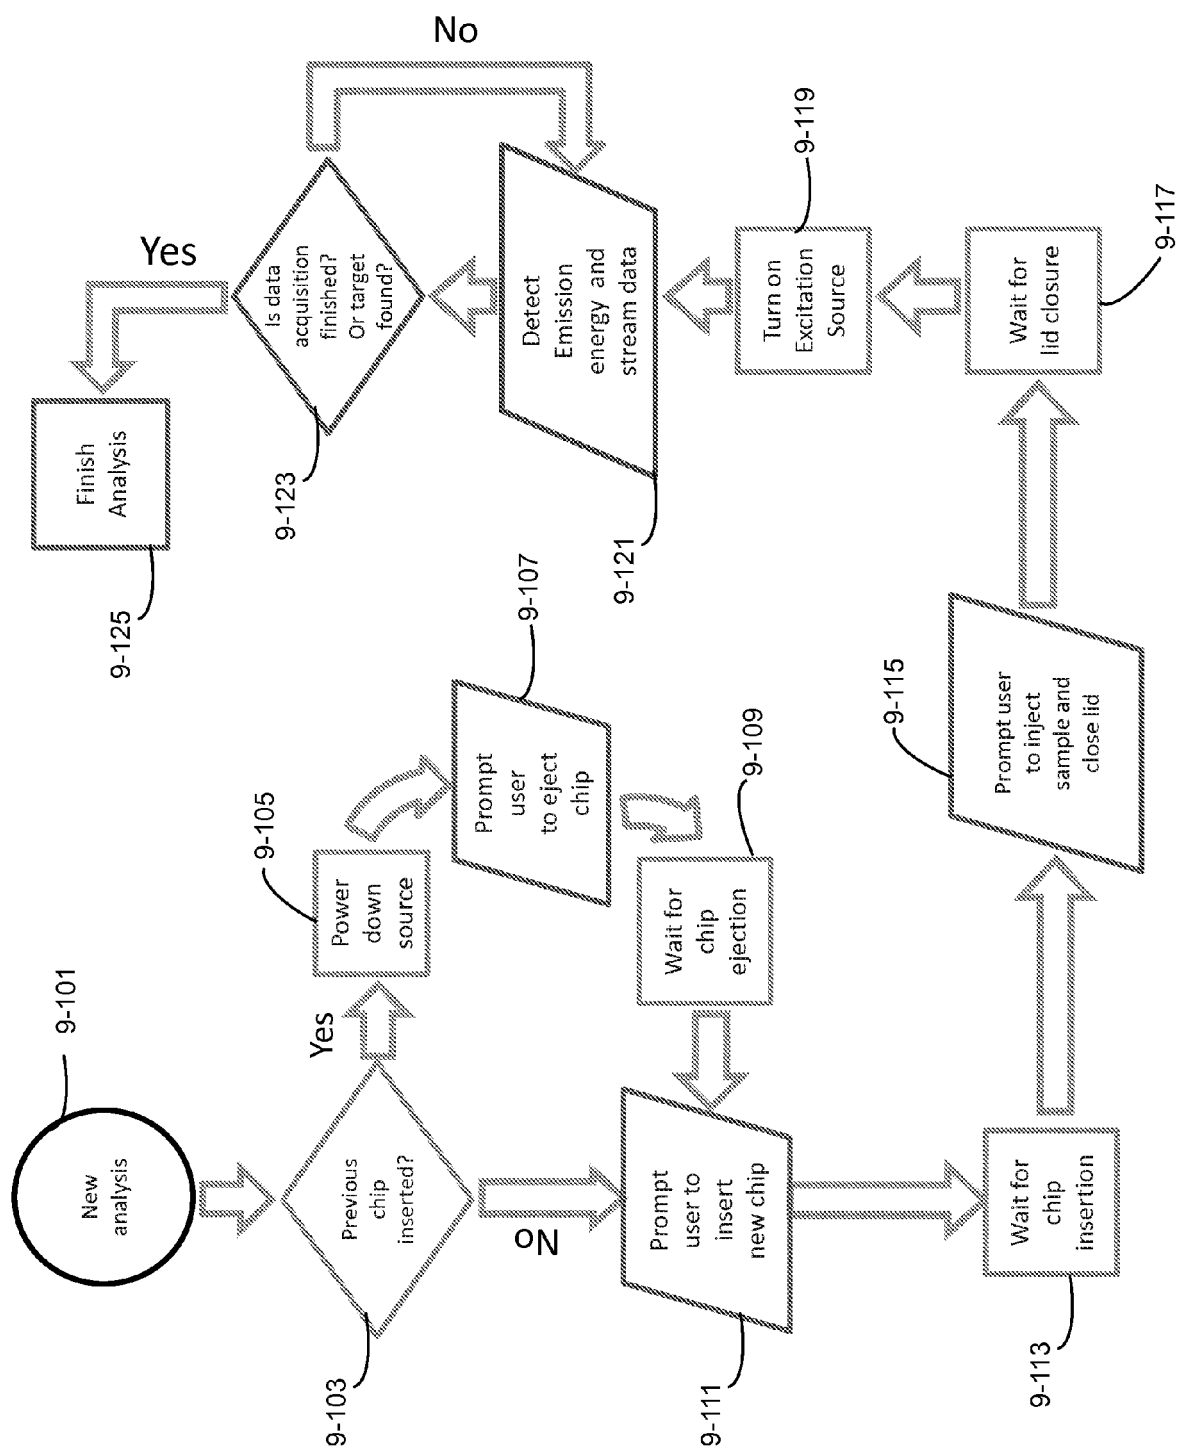 9-101
New
analysis
9-103
Previous
chip
inserted?
Yes
No
9-105
Power
down
source
9-107
Prompt
user
to eject
chip
9-109
Wait for
chip
ejection
9-111
Prompt
user to
insert
new chip
9-113
Wait for
chip
insertion
9-115
Prompt user
to inject
sample and
close lid
9-117
Wait for
lid closure
9-119
Turn on
Excitation
Source
9-121
Detect
Emission
energy and
stream data
9-123
Is data
acquisition
finished?
Or target
found?
No
Yes
9-125
Finish
Analysis